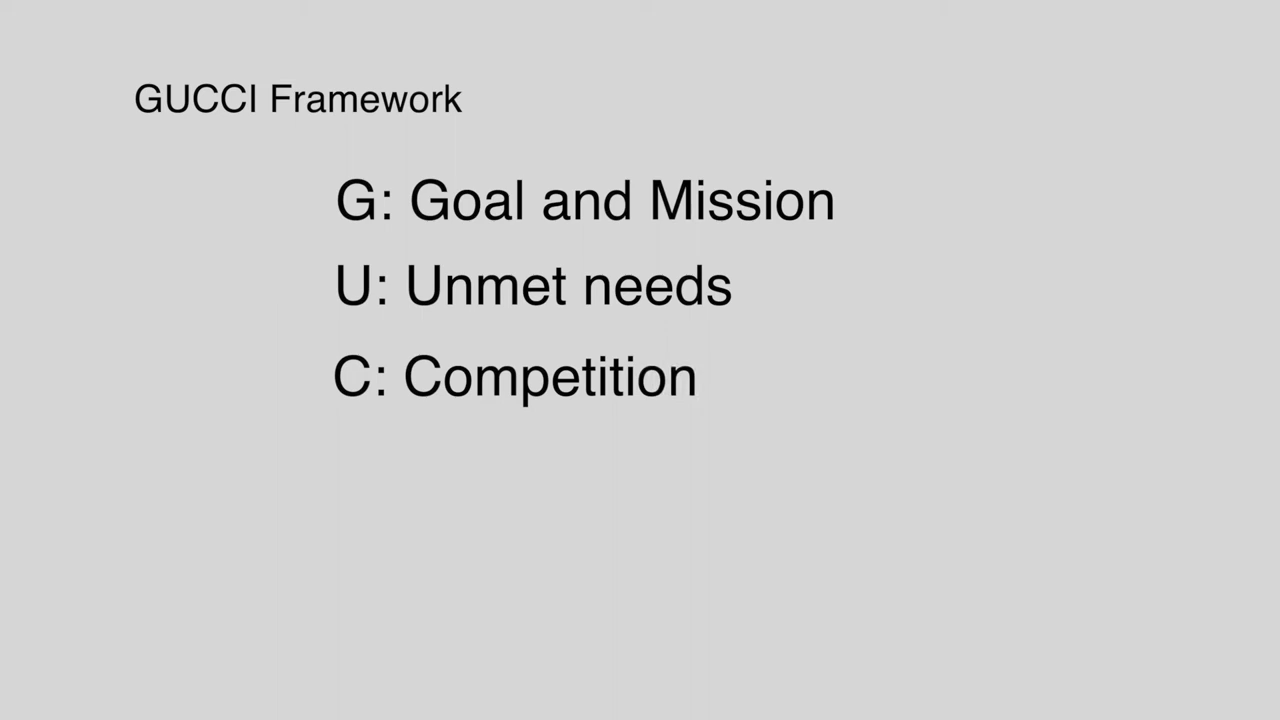 GUCCI Framework
G: Goal and Mission
U: Unmet needs
C: Competition